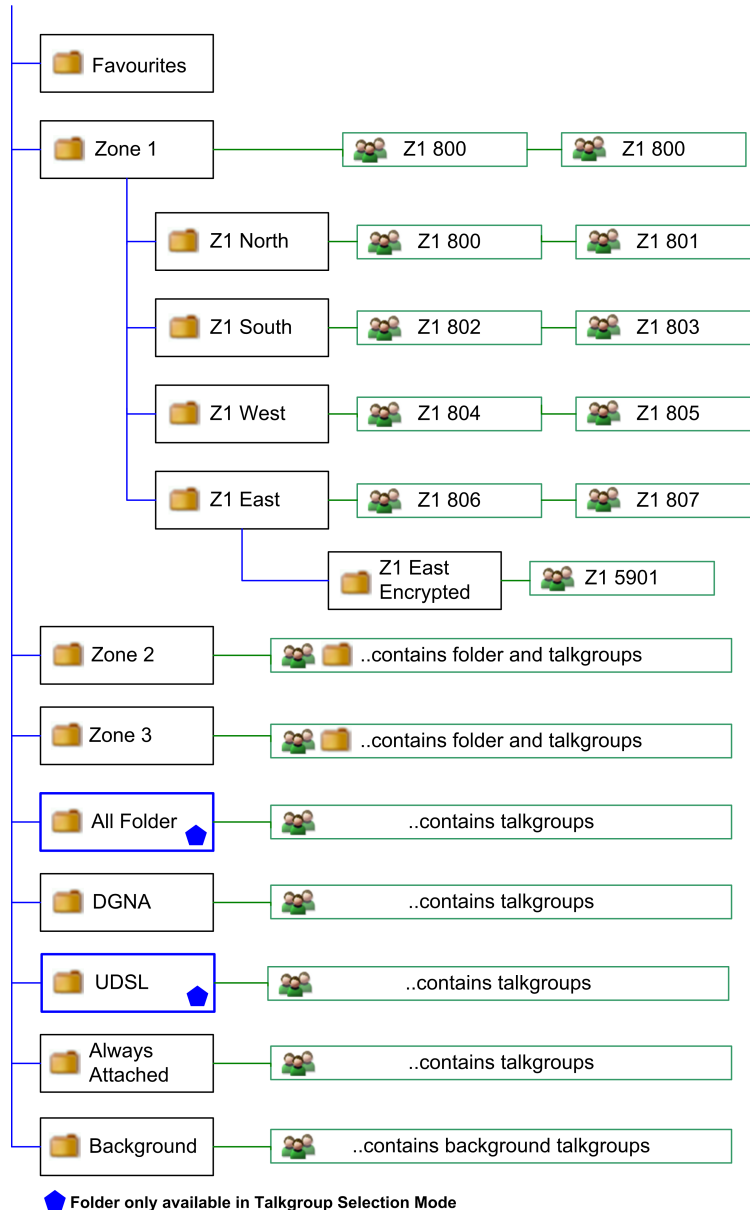 Favourites
Zone 1
Z1 800
Z1 800
Z1 North
Z1 800
Z1 801
Z1 South
Z1 802
Z1 803
Z1 West
Z1 804
Z1 805
Z1 East
Z1 806
Z1 807
Z1 East
Encrypted
Z1 5901
Zone 2
..contains folder and talkgroups
Zone 3
..contains folder and talkgroups
All Folder
..contains talkgroups
DGNA
..contains talkgroups
UDSL
..contains talkgroups
Always
Attached
..contains talkgroups
Background
..contains background talkgroups
Folder only available in Talkgroup Selection Mode